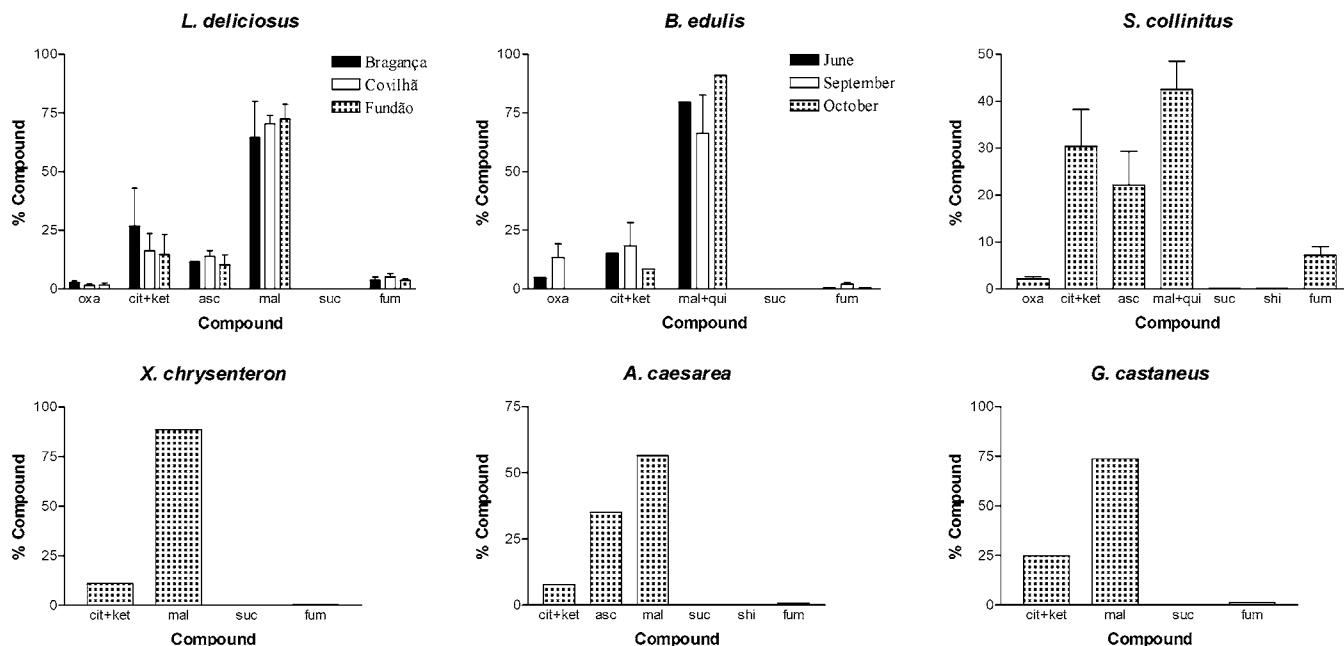 L. deliciosus
100
75
50
25
0
% Compound
Bragança
Covilhã
Fundão
oxa cit+ket asc mal suc fum
Compound
B. edulis
100
75
50
25
0
% Compound
June
September
October
oxa cit+ket mal+qui suc fum
Compound
S. collinitus
50
40
30
20
10
0
% Compound
oxa cit+ket asc mal+qui suc shi fum
Compound
X. chrysenteron
100
75
50
25
0
% Compound
cit+ket mal suc fum
Compound
A. caesarea
75
50
25
0
% Compound
cit+ket asc mal suc shi fum
Compound
G. castaneus
100
75
50
25
0
% Compound
cit+ket mal suc fum
Compound